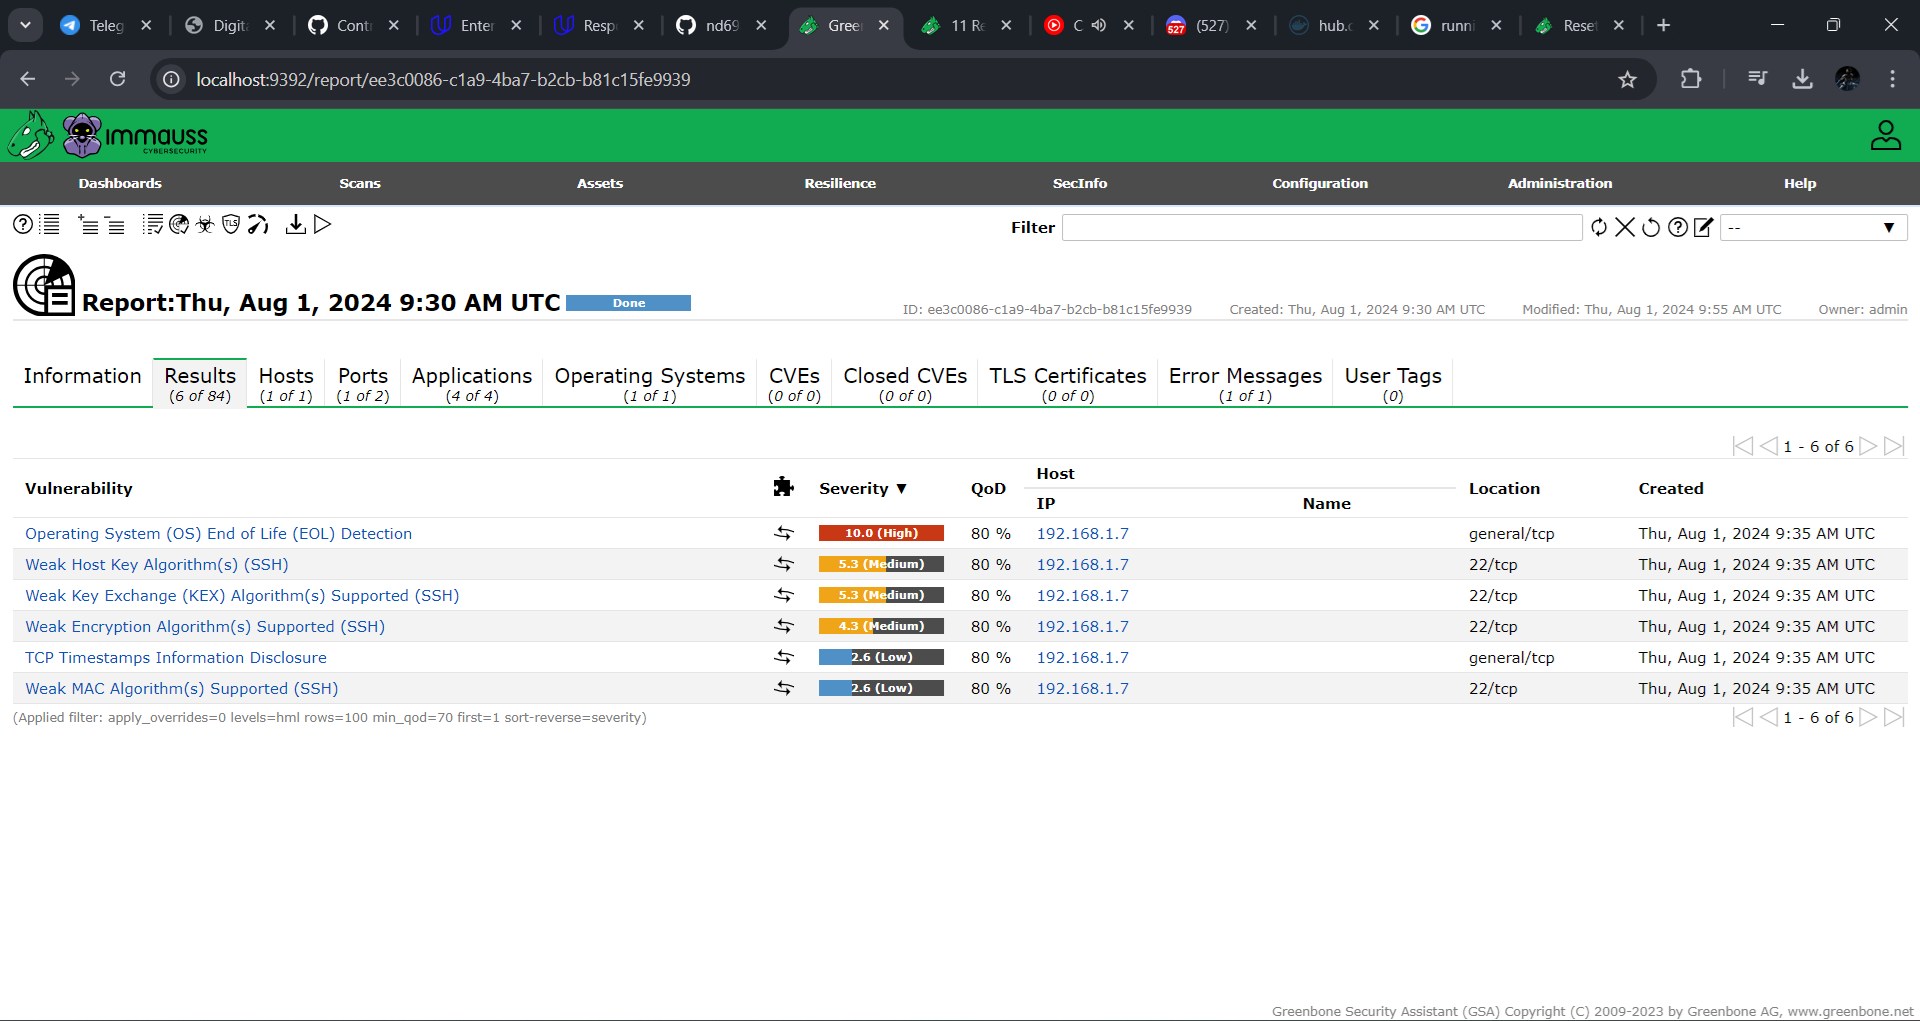 Teleg
Digita
Contr
Enter
Respo
nd69
Green
11 Re
C
(527)
hub.c
runni
Reset
localhost:9392/report/ee3c0086-c1a9-4ba7-b2cb-b81c15fe9939
immauss
CYBERSECURITY
Dashboards Scans Assets Resilience SecInfo Configuration Administration Help
Filter
--
Report:Thu, Aug 1, 2024 9:30 AM UTC Done
ID: ee3c0086-c1a9-4ba7-b2cb-b81c15fe9939 Created: Thu, Aug 1, 2024 9:30 AM UTC Modified: Thu, Aug 1, 2024 9:55 AM UTC Owner: admin
Information Results Hosts Ports Applications Operating Systems CVEs Closed CVEs TLS Certificates Error Messages User Tags
(6 of 84) (1 of 1) (1 of 2) (4 of 4) (1 of 1) (0 of 0) (0 of 0) (0 of 0) (1 of 1) (0)
1 - 6 of 6
Vulnerability Severity ▼ QoD Host Location Created
IP Name
Operating System (OS) End of Life (EOL) Detection 10.0 (High) 80 % 192.168.1.7 general/tcp Thu, Aug 1, 2024 9:35 AM UTC
Weak Host Key Algorithm(s) (SSH) 5.3 (Medium) 80 % 192.168.1.7 22/tcp Thu, Aug 1, 2024 9:35 AM UTC
Weak Key Exchange (KEX) Algorithm(s) Supported (SSH) 5.3 (Medium) 80 % 192.168.1.7 22/tcp Thu, Aug 1, 2024 9:35 AM UTC
Weak Encryption Algorithm(s) Supported (SSH) 4.3 (Medium) 80 % 192.168.1.7 22/tcp Thu, Aug 1, 2024 9:35 AM UTC
TCP Timestamps Information Disclosure 2.6 (Low) 80 % 192.168.1.7 general/tcp Thu, Aug 1, 2024 9:35 AM UTC
Weak MAC Algorithm(s) Supported (SSH) 2.6 (Low) 80 % 192.168.1.7 22/tcp Thu, Aug 1, 2024 9:35 AM UTC
(Applied filter: apply_overrides=0 levels=hml rows=100 min_qod=70 first=1 sort-reverse=severity) 1 - 6 of 6
Greenbone Security Assistant (GSA) Copyright (C) 2009-2023 by Greenbone AG, www.greenbone.net